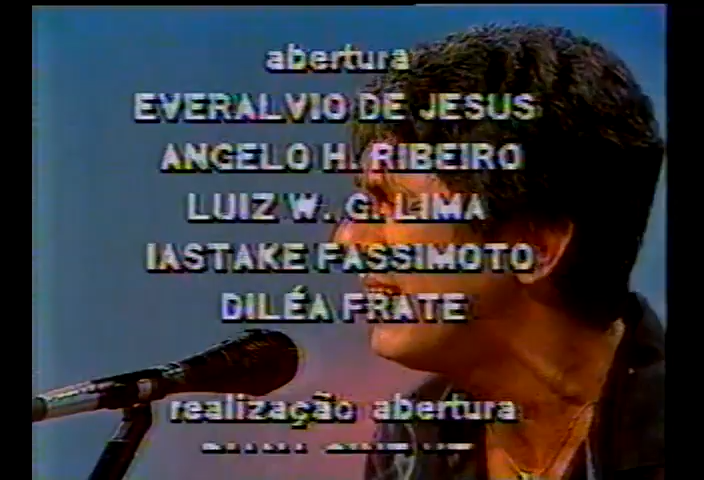 abertura
EVERALVIO DE JESUS
ANGELO H. RIBEIRO
LUIZ W. G. LIMA
IASTAKE FASSIMOTO
DILÉA FRATE
realização abertura